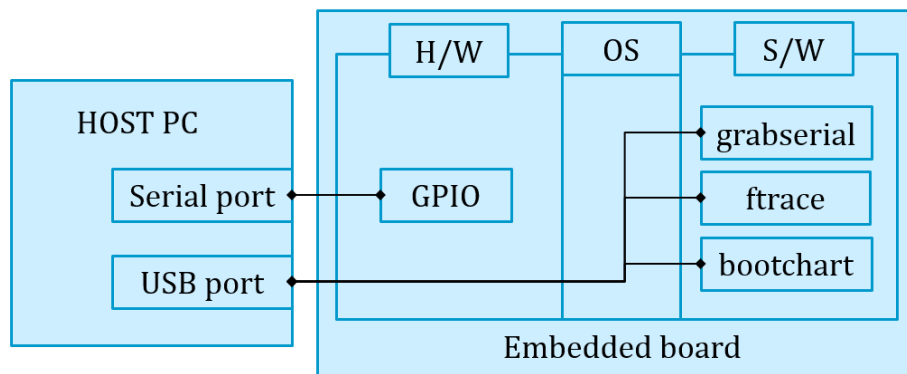 H/W
OS
S/W
HOST PC
grabserial
Serial port
GPIO
ftrace
USB port
bootchart
Embedded board